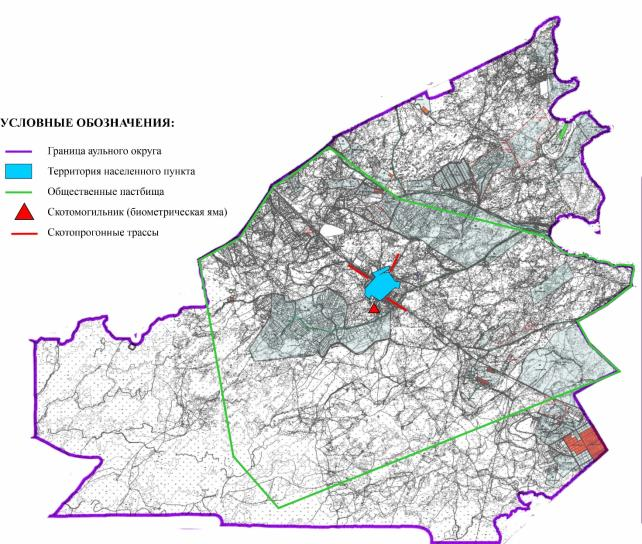 УСЛОВНЫЕ ОБОЗНАЧЕНИЯ:
Граница аульного округа
Территория населенного пункта
Общественные пастбища
Скотомогильник (биометрическая яма)
Скотопрогонные трассы